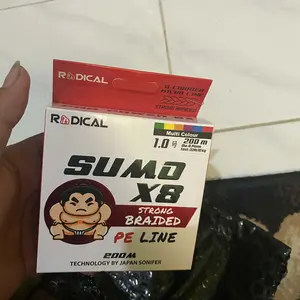 RADICAL
RADICAL
Multi Colour
1.0号
200 m
SUMO
X8
STRONG
BRAIDED
PE LINE
200M
TECHNOLOGY BY JAPAN SONIFER